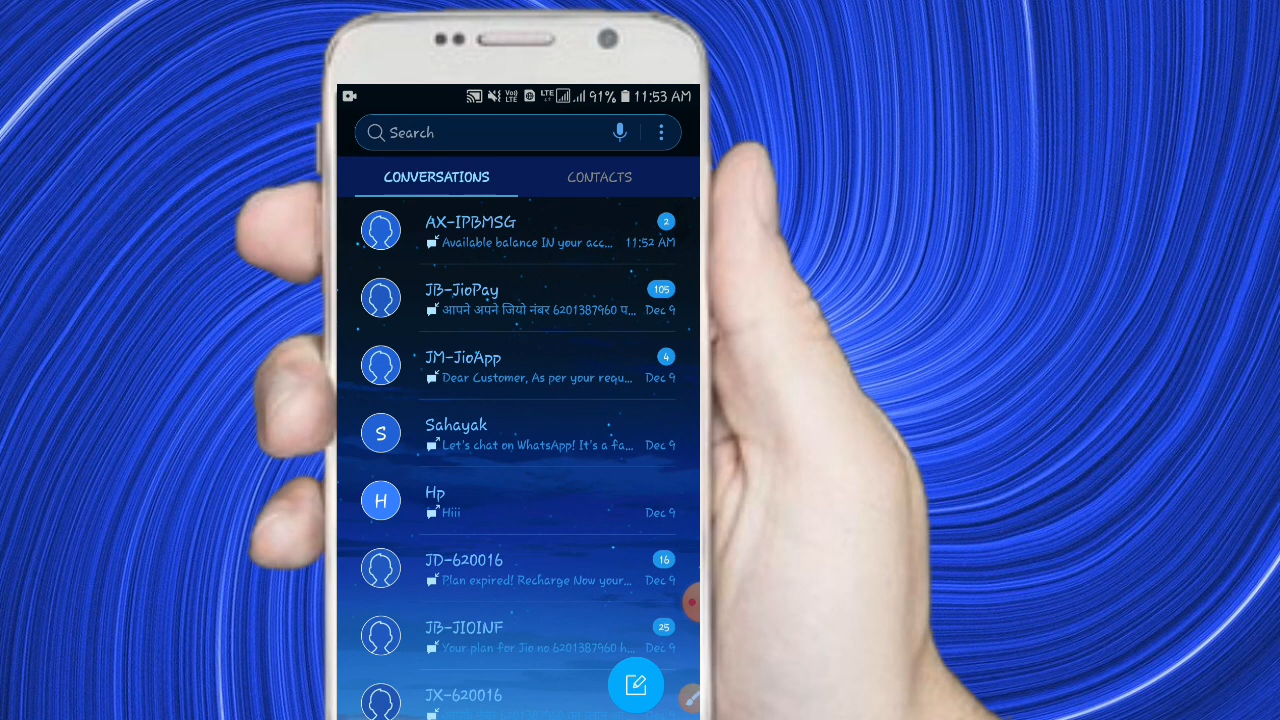 LTE 91% 11:53 AM
Search
CONVERSATIONS CONTACTS
AX-IPBMSG 2
Available balance IN your acc... 11:52 AM
JB-JioPay 105
आपने अपने जियो नंबर 6201387960 प... Dec 9
JM-JioApp 4
Dear Customer, As per your requ... Dec 9
Sahayak
Let's chat on WhatsApp! It's a fa... Dec 9
S
Hp
H
Hiii Dec 9
JD-620016 16
Plan expired! Recharge Now your... Dec 9
JB-JIOINF 25
Your plan for Jio no 6201387960 h... Dec 9
JX-620016